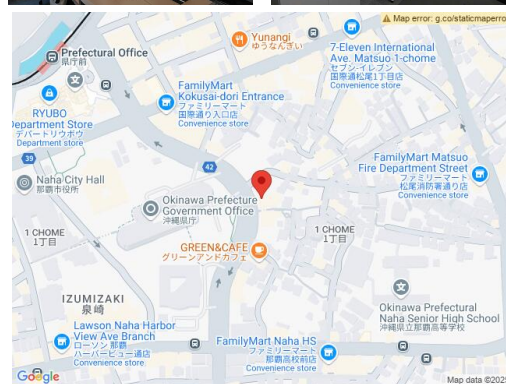 Map error: g.co/staticmaperro
Prefectural Office
県庁前
Yunangi
ゆうなんぎい
7-Eleven International
Ave. Matsuo 1-chome
セブン-イレブン
国際通松尾1丁目店
Convenience store
FamilyMart
Kokusai-dori Entrance
ファミリーマート
国際通り入口店
Convenience store
RYUBO
Department Store
デパートリウボウ
Department store
39
42
Naha City Hall
那覇市役所
Okinawa Prefecture
Government Office
沖縄県庁
FamilyMart Matsuo
Fire Department Street
ファミリーマート
松尾消防署通り店
Convenience store
1 CHOME
1丁目
1 CHOME
1丁目
GREEN&CAFE
グリーンアンドカフェ
IZUMIZAKI
泉崎
Okinawa Prefectural
Naha Senior High School
沖縄県立那覇高等学校
Lawson Naha Harbor
View Ave Branch
ローソン 那覇
ハーバービュー通店
Convenience store
FamilyMart Naha HS
ファミリーマート
那覇高校前店
Convenience store
Google
Map data ©2025